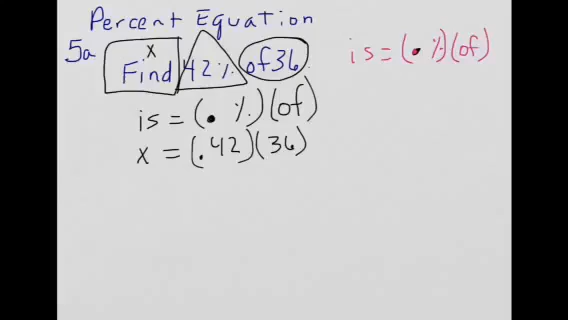 Percent Equation
5a x
Find 42% of 36
is = (. %)(of)
is = (. %)(of)
x = (.42)(36)